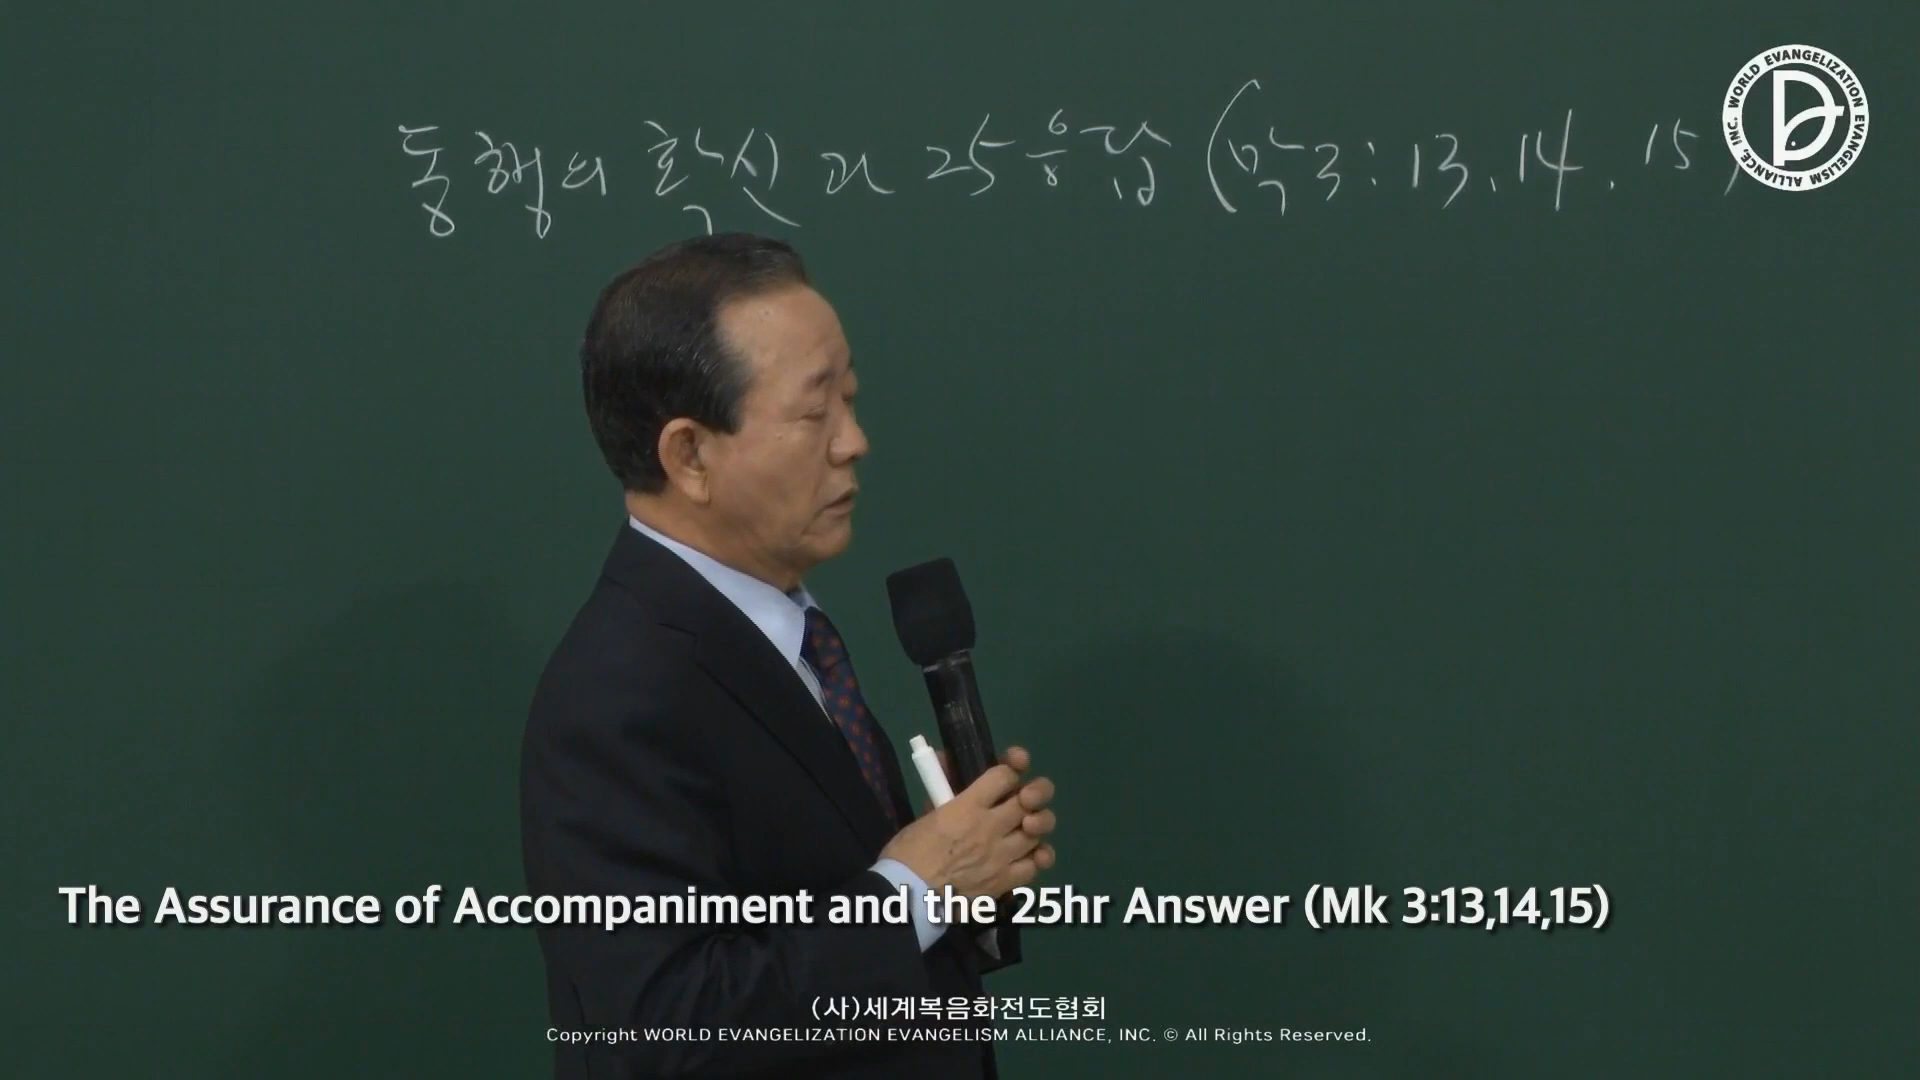 동행의 확신과 25응답 (막3:13.14.15)
WORLD EVANGELIZATION EVANGELISM ALLIANCE, INC.
The Assurance of Accompaniment and the 25hr Answer (Mk 3:13,14,15)
(사)세계복음화전도협회
Copyright WORLD EVANGELIZATION EVANGELISM ALLIANCE, INC. © All Rights Reserved.